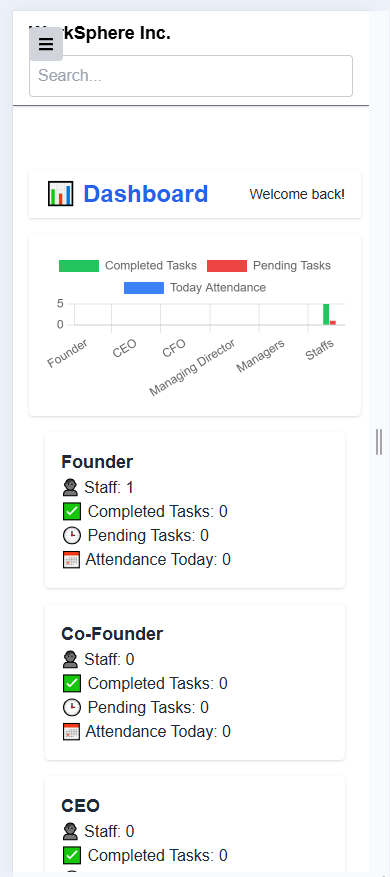 WorkSphere Inc.
Search...
📊 Dashboard
Welcome back!
Completed Tasks
Pending Tasks
Today Attendance
5
0
Founder
CEO
CFO
Managing Director
Managers
Staffs
Founder
Staff: 1
Completed Tasks: 0
Pending Tasks: 0
Attendance Today: 0
Co-Founder
Staff: 0
Completed Tasks: 0
Pending Tasks: 0
Attendance Today: 0
CEO
Staff: 0
Completed Tasks: 0